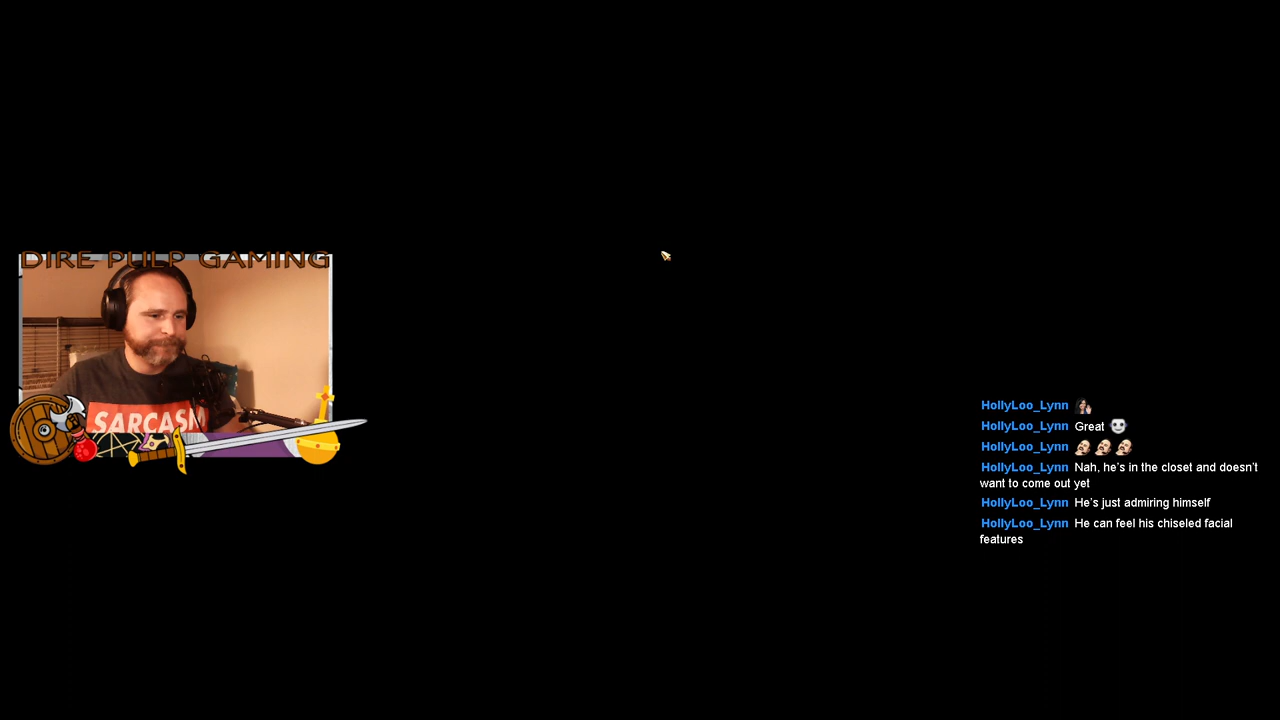 DIRE PULP GAMING
SARCASM
HollyLoo_Lynn
HollyLoo_Lynn Great
HollyLoo_Lynn
HollyLoo_Lynn Nah, he's in the closet and doesn't
want to come out yet
HollyLoo_Lynn He's just admiring himself
HollyLoo_Lynn He can feel his chiseled facial
features